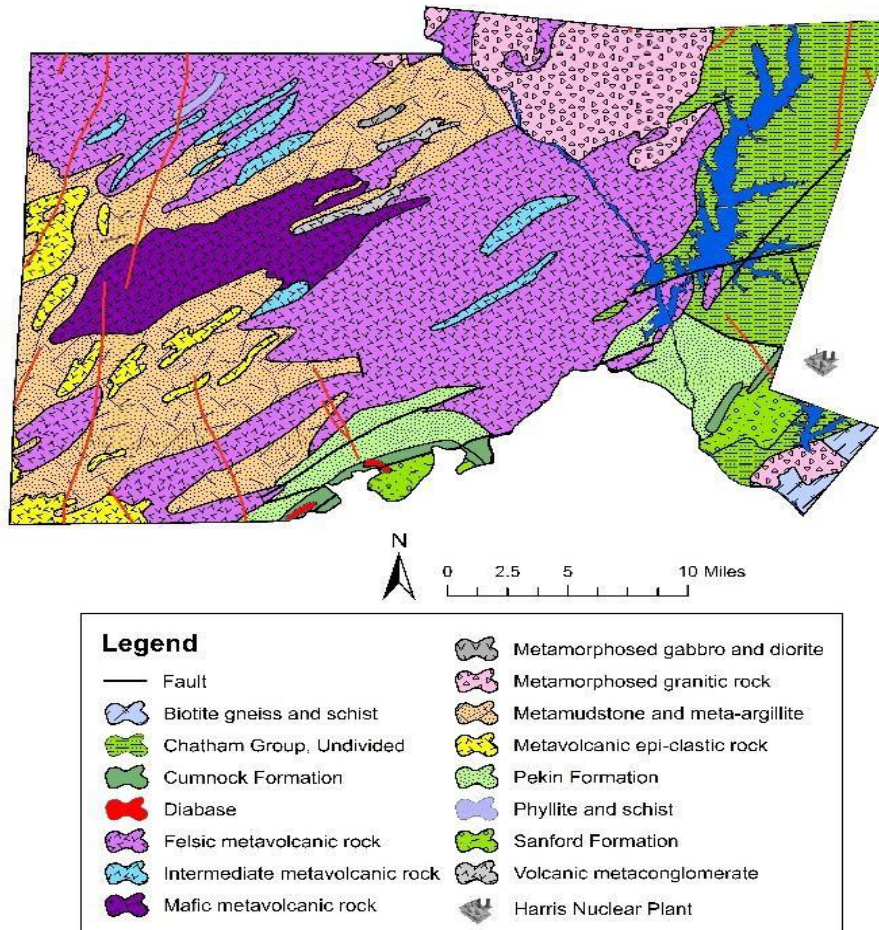 N
0 2.5 5 10 Miles
Legend
Fault
Biotite gneiss and schist
Chatham Group, Undivided
Cumnock Formation
Diabase
Felsic metavolcanic rock
Intermediate metavolcanic rock
Mafic metavolcanic rock
Metamorphosed gabbro and diorite
Metamorphosed granitic rock
Metamudstone and meta-argillite
Metavolcanic epi-clastic rock
Pekin Formation
Phyllite and schist
Sanford Formation
Volcanic metaconglomerate
Harris Nuclear Plant